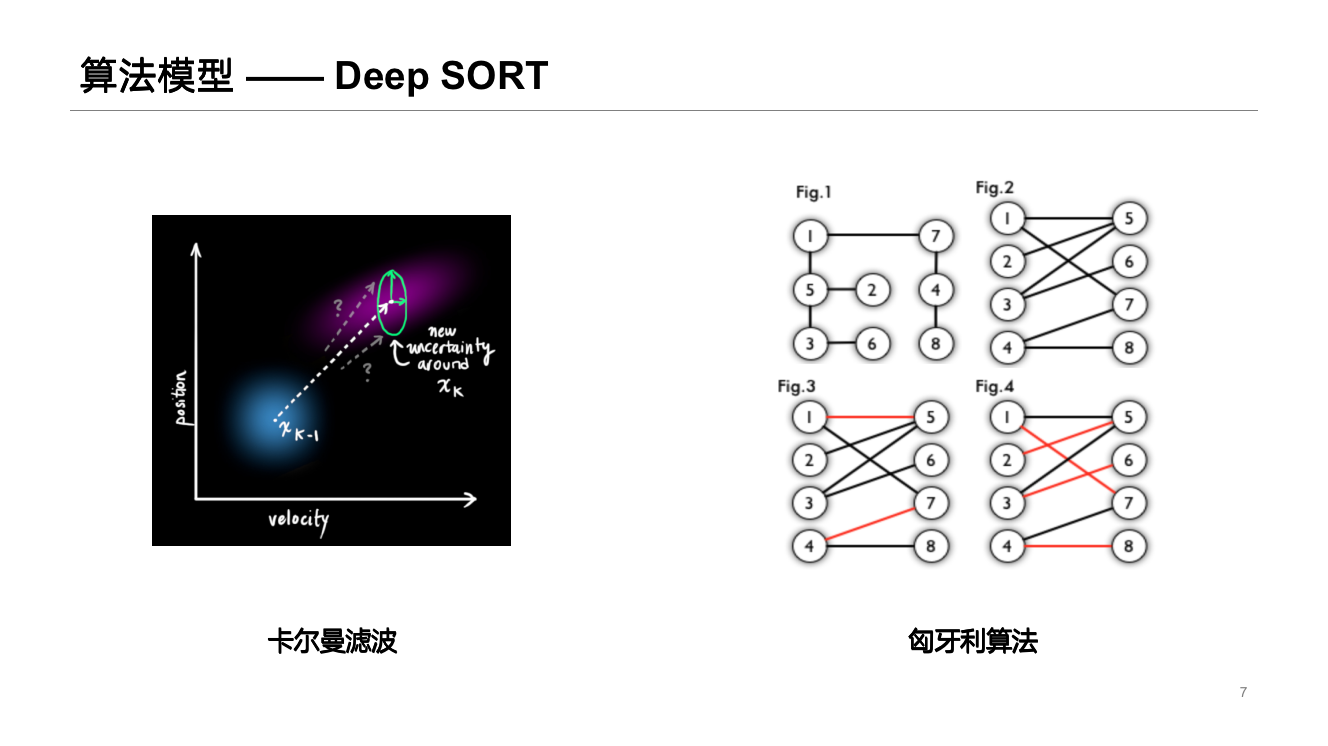 算法模型 —— Deep SORT
position
velocity
?
?
x K-1
new
uncertainty
around
x K
Fig.1
1 7
5 2 4
3 6 8
Fig.2
1 5
2 6
3 7
4 8
Fig.3
1 5
2 6
3 7
4 8
Fig.4
1 5
2 6
3 7
4 8
卡尔曼滤波
匈牙利算法
7